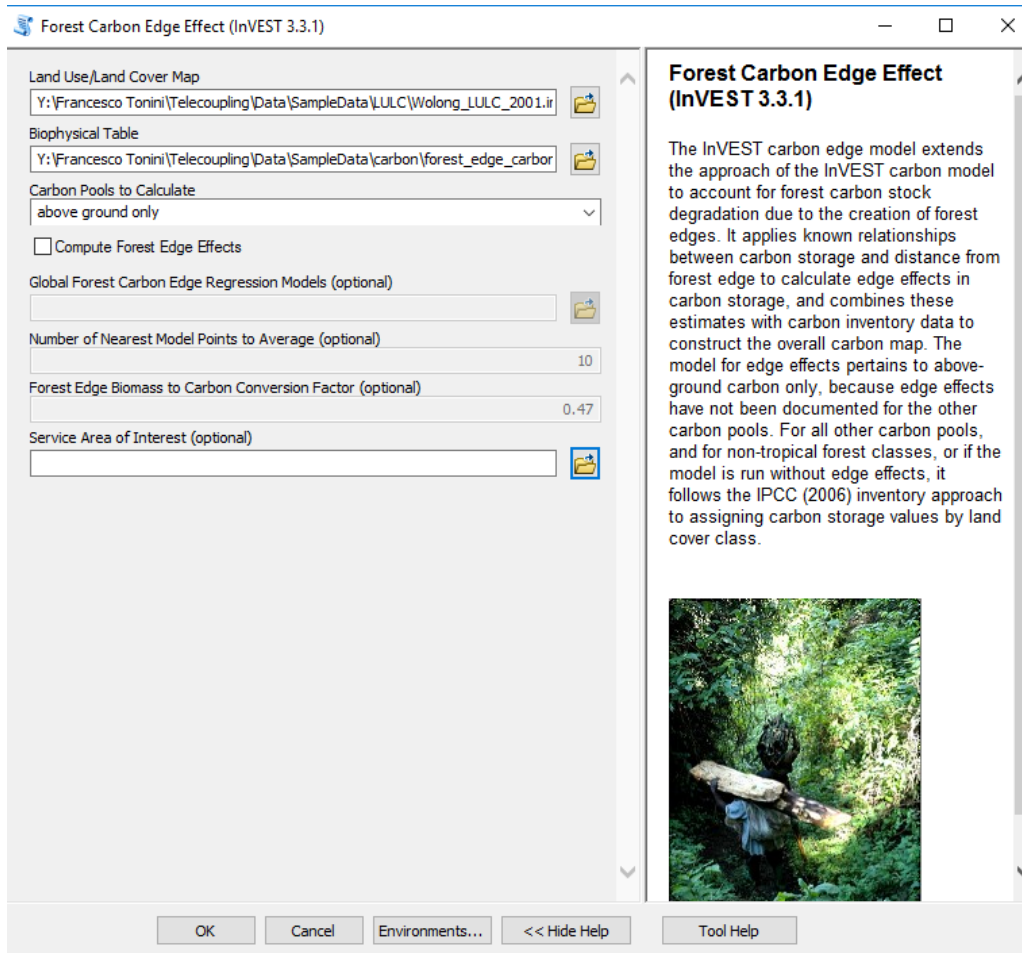 Forest Carbon Edge Effect (InVEST 3.3.1)
Land Use/Land Cover Map
Y:\Francesco Tonini\Telecoupling\Data\SampleData\LULC\Wolong_LULC_2001.ir
Biophysical Table
Y:\Francesco Tonini\Telecoupling\Data\SampleData\carbon\forest_edge_carbor
Carbon Pools to Calculate
above ground only
Compute Forest Edge Effects
Global Forest Carbon Edge Regression Models (optional)
Number of Nearest Model Points to Average (optional)
10
Forest Edge Biomass to Carbon Conversion Factor (optional)
0.47
Service Area of Interest (optional)
Forest Carbon Edge Effect
(InVEST 3.3.1)
The InVEST carbon edge model extends
the approach of the InVEST carbon model
to account for forest carbon stock
degradation due to the creation of forest
edges. It applies known relationships
between carbon storage and distance from
forest edge to calculate edge effects in
carbon storage, and combines these
estimates with carbon inventory data to
construct the overall carbon map. The
model for edge effects pertains to above-
ground carbon only, because edge effects
have not been documented for the other
carbon pools. For all other carbon pools,
and for non-tropical forest classes, or if the
model is run without edge effects, it
follows the IPCC (2006) inventory approach
to assigning carbon storage values by land
cover class.
OK
Cancel
Environments...
<< Hide Help
Tool Help